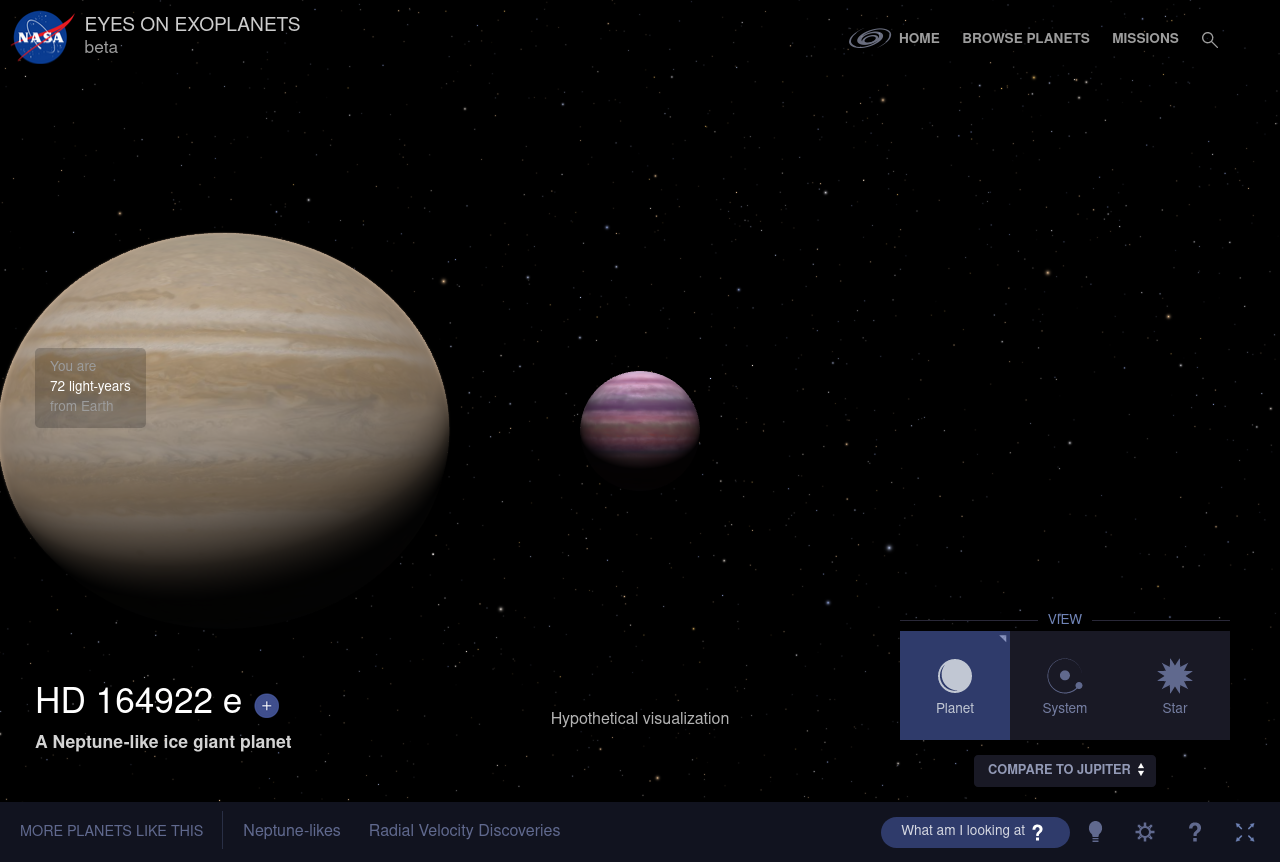 NASA
EYES ON EXOPLANETS
beta
HOME
BROWSE PLANETS
MISSIONS
You are
72 light-years
from Earth
HD 164922 e +
A Neptune-like ice giant planet
Hypothetical visualization
VIEW
Planet
System
Star
COMPARE TO JUPITER
MORE PLANETS LIKE THIS
Neptune-likes
Radial Velocity Discoveries
What am I looking at ?
?